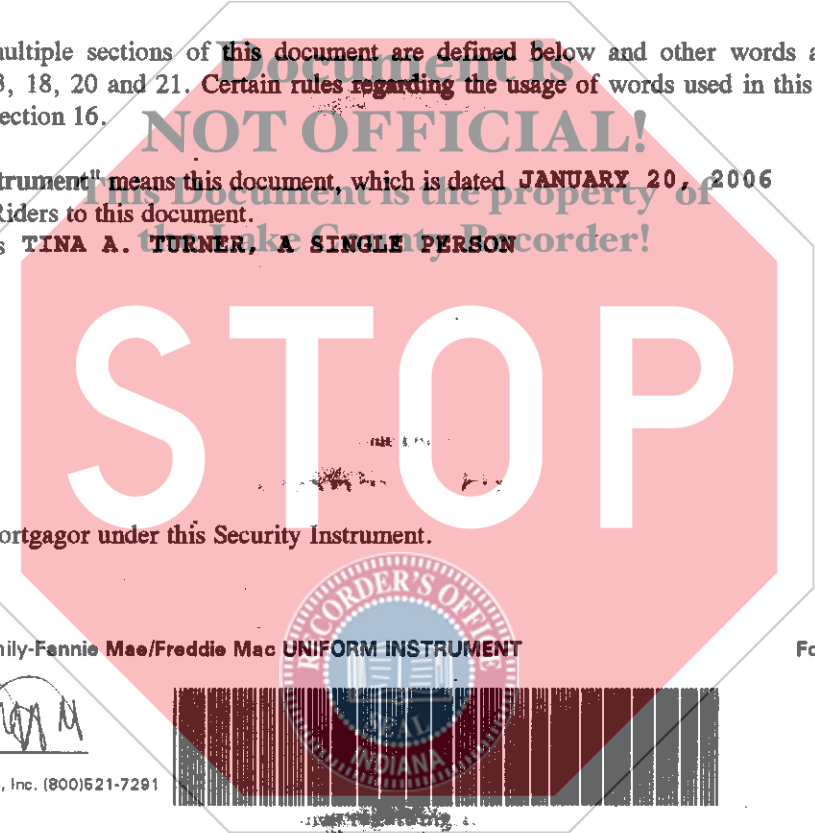 multiple sections of this document are defined below and other words a
3, 18, 20 and 21. Certain rules regarding the usage of words used in this
ection 16.
Document is
NOT OFFICIAL!
This Document is the property of
the Lake County Recorder!
trument" means this document, which is dated JANUARY 20, 2006
Riders to this document.
s TINA A. TURNER, A SINGLE PERSON
STOP
ortgagor under this Security Instrument.
RECORDER'S OFFICE
SEAL
INDIANA
mily-Fannie Mae/Freddie Mac UNIFORM INSTRUMENT
Fo
, Inc. (800)521-7291